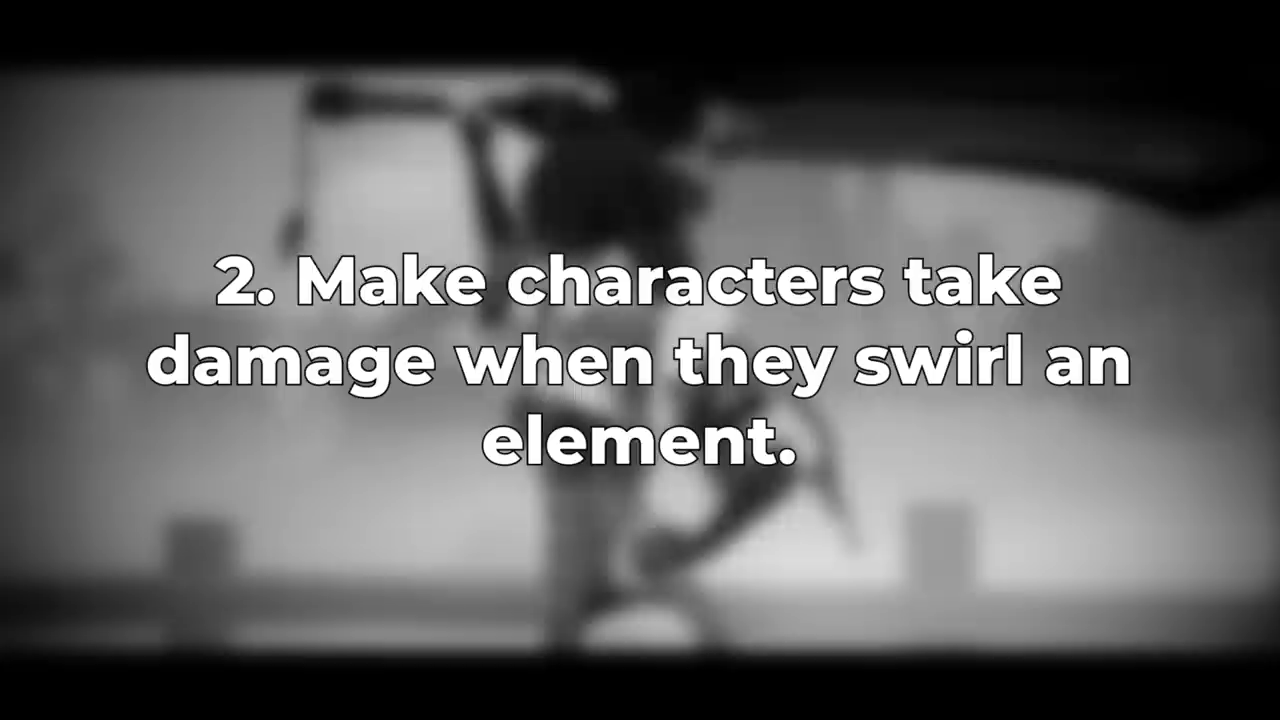 2. Make characters take
damage when they swirl an
element.